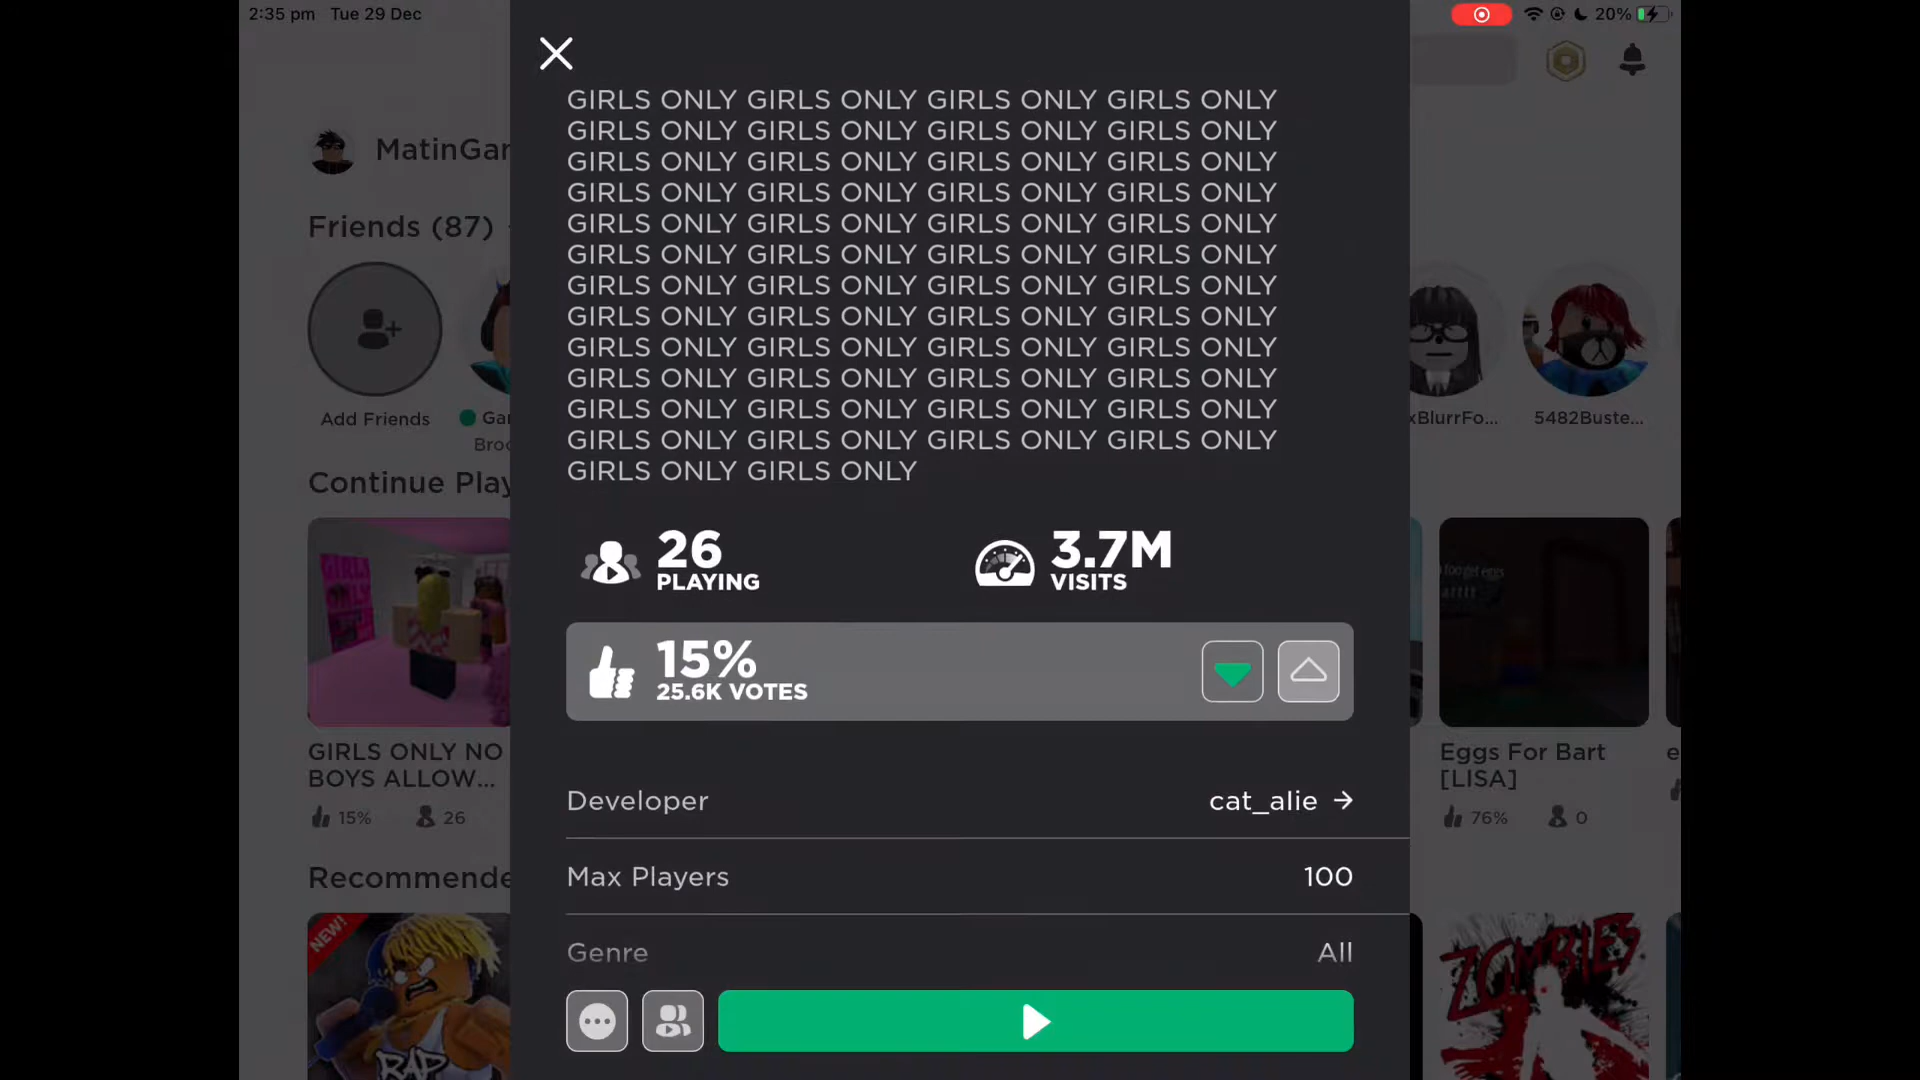 2:35 pm Tue 29 Dec
20%
MatinGar
Friends (87)
Add Friends
Gar
Broo
xBlurrFo...
5482Buste...
Continue Play
GIRLS ONLY GIRLS ONLY GIRLS ONLY GIRLS ONLY
GIRLS ONLY GIRLS ONLY GIRLS ONLY GIRLS ONLY
GIRLS ONLY GIRLS ONLY GIRLS ONLY GIRLS ONLY
GIRLS ONLY GIRLS ONLY GIRLS ONLY GIRLS ONLY
GIRLS ONLY GIRLS ONLY GIRLS ONLY GIRLS ONLY
GIRLS ONLY GIRLS ONLY GIRLS ONLY GIRLS ONLY
GIRLS ONLY GIRLS ONLY GIRLS ONLY GIRLS ONLY
GIRLS ONLY GIRLS ONLY GIRLS ONLY GIRLS ONLY
GIRLS ONLY GIRLS ONLY GIRLS ONLY GIRLS ONLY
GIRLS ONLY GIRLS ONLY GIRLS ONLY GIRLS ONLY
GIRLS ONLY GIRLS ONLY GIRLS ONLY GIRLS ONLY
GIRLS ONLY GIRLS ONLY GIRLS ONLY GIRLS ONLY
GIRLS ONLY GIRLS ONLY
26
PLAYING
3.7M
VISITS
15%
25.6K VOTES
Developer
cat_alie
Max Players
100
Genre
All
GIRLS
ONLY
GIRLS ONLY NO
BOYS ALLOW...
15%
26
Eggs For Bart
[LISA]
76%
0
e
Recommende
NEW!
RAP
ZOMBIES